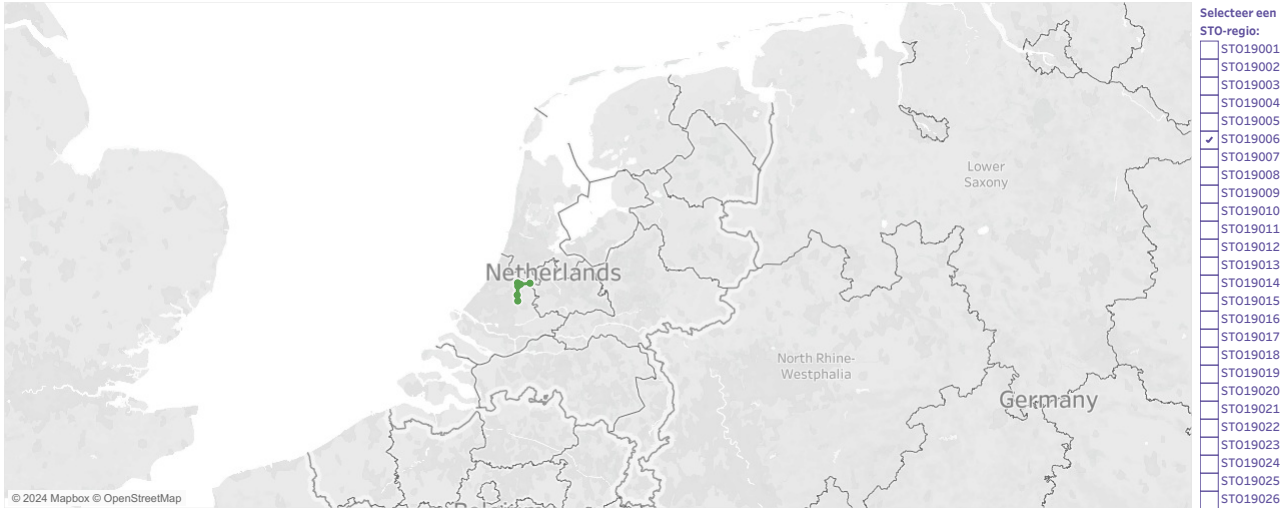 Selecteer een
STO-regio:
STO19001
STO19002
STO19003
STO19004
STO19005
STO19006
STO19007
STO19008
STO19009
STO19010
STO19011
STO19012
STO19013
STO19014
STO19015
STO19016
STO19017
STO19018
STO19019
STO19020
STO19021
STO19022
STO19023
STO19024
STO19025
STO19026
Lower
Saxony
Netherlands
North Rhine-
Westphalia
Germany
© 2024 Mapbox © OpenStreetMap